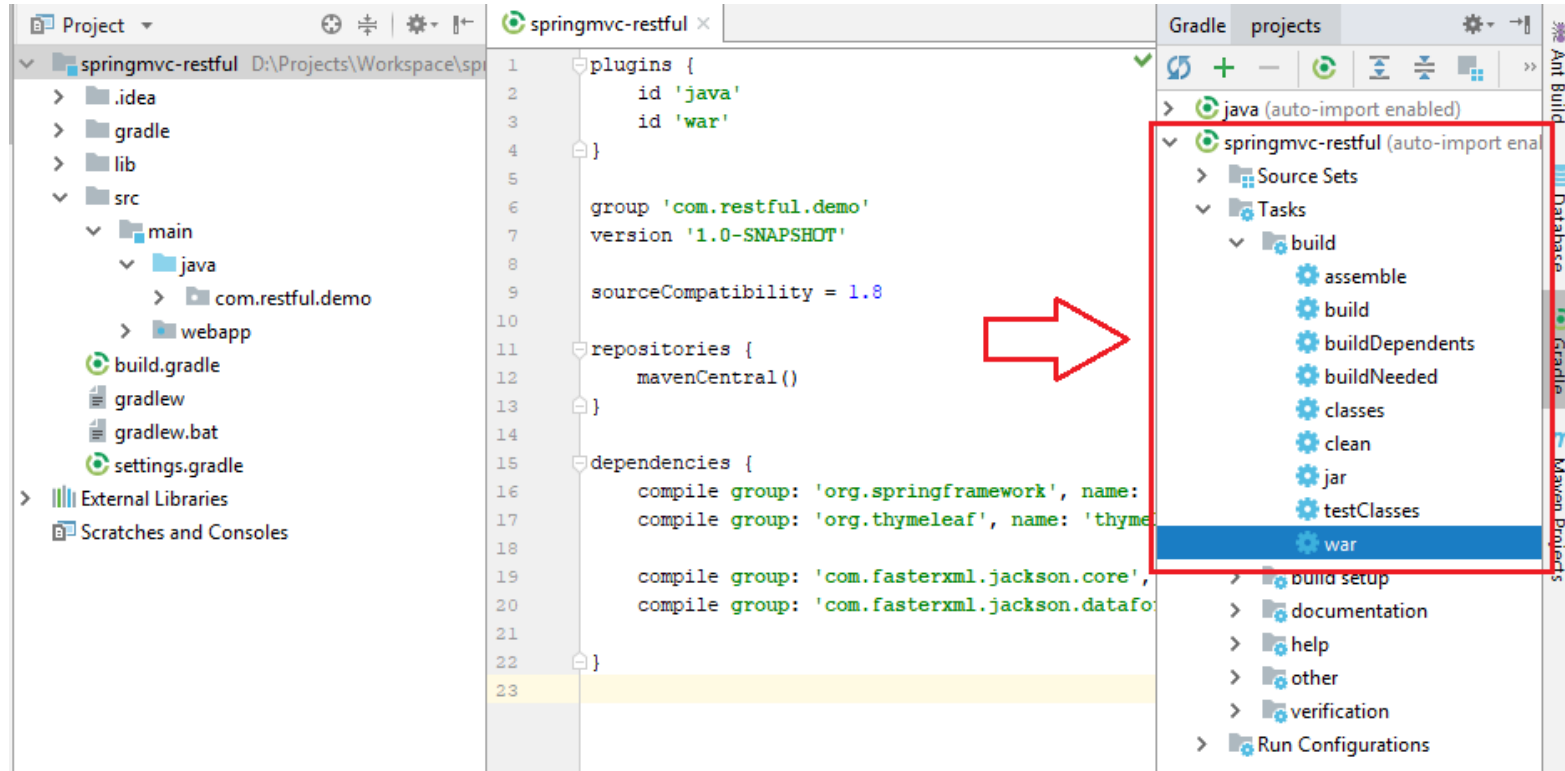 Project
springmvc-restful D:\Projects\Workspace\spr
.idea
gradle
lib
src
main
java
com.restful.demo
webapp
build.gradle
gradlew
gradlew.bat
settings.gradle
External Libraries
Scratches and Consoles
springmvc-restful
1 plugins {
2 id 'java'
3 id 'war'
4 }
5
6 group 'com.restful.demo'
7 version '1.0-SNAPSHOT'
8
9 sourceCompatibility = 1.8
10
11 repositories {
12 mavenCentral()
13 }
14
15 dependencies {
16 compile group: 'org.springframework', name:
17 compile group: 'org.thymeleaf', name: 'thymel
18
19 compile group: 'com.fasterxml.jackson.core',
20 compile group: 'com.fasterxml.jackson.datafo
21
22 }
23
Gradle projects
java (auto-import enabled)
springmvc-restful (auto-import enal
Source Sets
Tasks
build
assemble
build
buildDependents
buildNeeded
classes
clean
jar
testClasses
war
build setup
documentation
help
other
verification
Run Configurations
Ant Build
Database
Gradle
Maven Projects